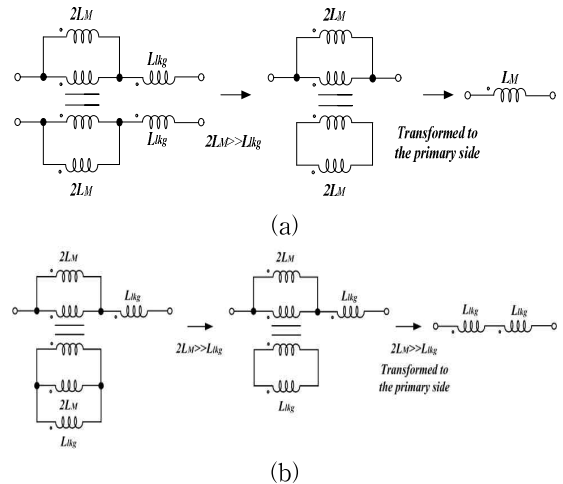 2LM
2LM
Llkg
LM
Llkg
2LM>>Llkg
Transformed to
the primary side
2LM
2LM
(a)
2LM
2LM
Llkg
Llkg
Llkg
Llkg
2LM>>Llkg
2LM>>Llkg
Transformed to
the primary side
2LM
Llkg
Llkg
(b)